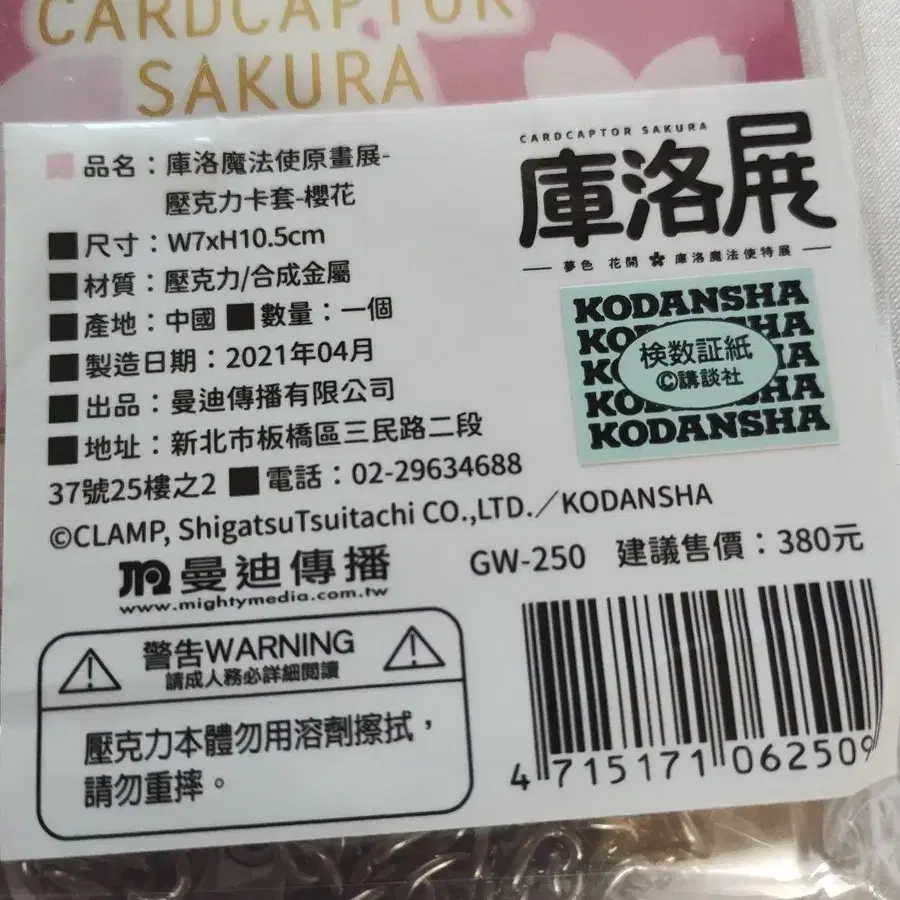 CARDCAPTOR
SAKURA
CARDCAPTOR SAKURA
庫洛展
夢色 花開 庫洛魔法使特展
■品名：庫洛魔法使原畫展-
壓克力卡套-櫻花
■尺寸：W7xH10.5cm
■材質：壓克力/合成金屬
■產地：中國 ■數量：一個
■製造日期：2021年04月
■出品：曼迪傳播有限公司
■地址：新北市板橋區三民路二段
37號25樓之2 ■電話：02-29634688
©CLAMP, ShigatsuTsuitachi CO.,LTD.／KODANSHA
KODANSHA
KODANSHA
KODANSHA
KODANSHA
KODANSHA
検数証紙
©講談社
曼迪傳播
www.mightymedia.com.tw
GW-250 建議售價：380元
警告WARNING
請成人務必詳細閱讀
壓克力本體勿用溶劑擦拭，
請勿重摔。
4 715171 062509